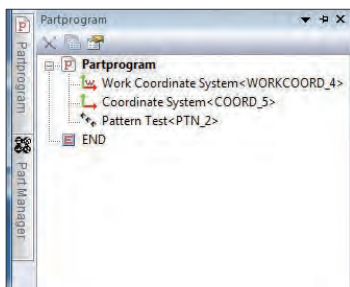 Partprogram
Partprogram
Work Coordinate System<WORKCOORD_4>
Coordinate System<COORD_5>
Pattern Test<PTN_2>
END
Partprogram
Part Manager